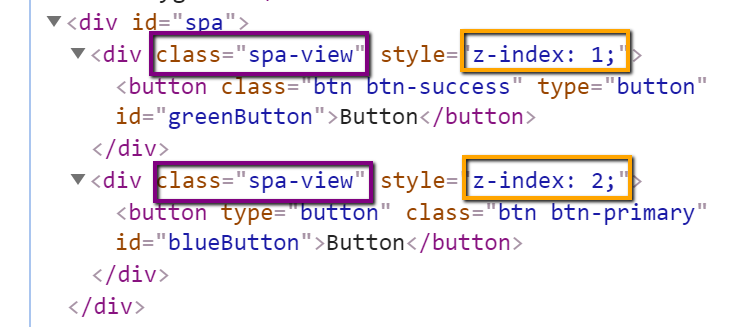 <div id="spa">
<div class="spa-view" style="z-index: 1;">
<button class="btn btn-success" type="button"
id="greenButton">Button</button>
</div>
<div class="spa-view" style="z-index: 2;">
<button type="button" class="btn btn-primary"
id="blueButton">Button</button>
</div>
</div>